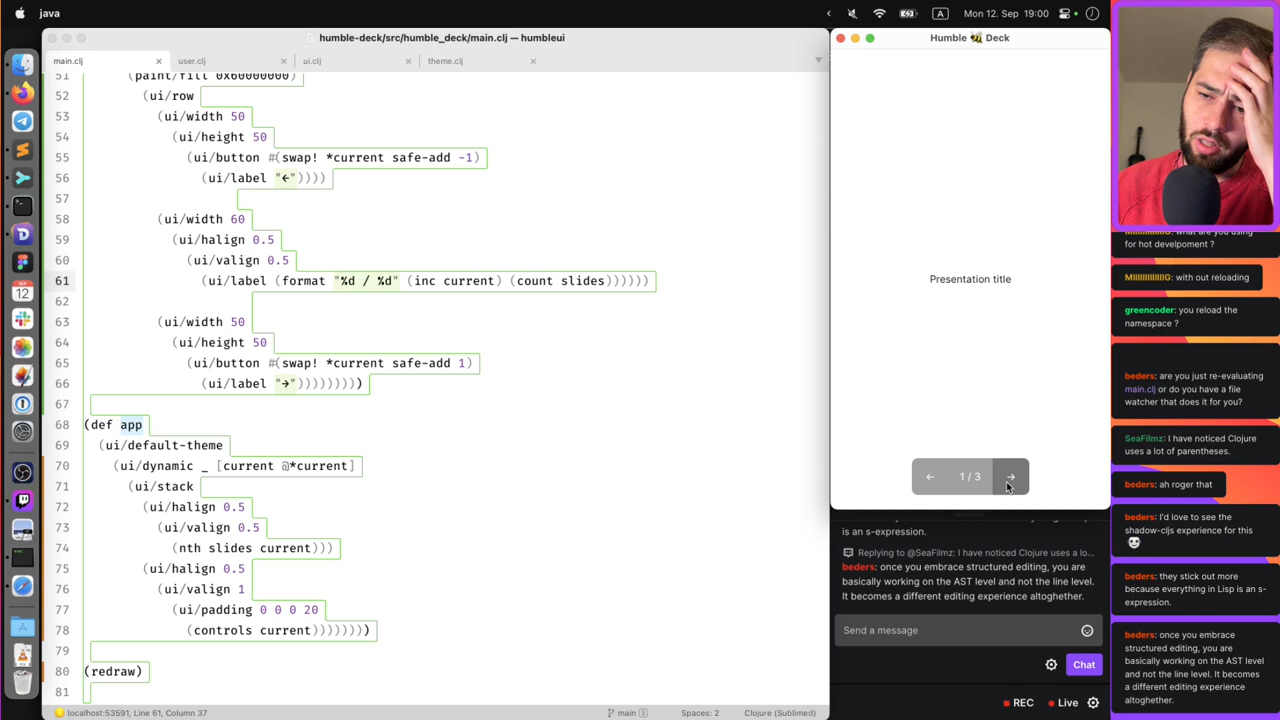 java
A
Mon 12. Sep 19:00
humble-deck/src/humble_deck/main.clj — humbleui
main.clj
user.clj
ui.clj
theme.clj
51 (paint/fill 0x60000000)
52 (ui/row
53 (ui/width 50
54 (ui/height 50
55 (ui/button #(swap! *current safe-add -1)
56 (ui/label "←"))))
57
58 (ui/width 60
59 (ui/halign 0.5
60 (ui/valign 0.5
61 (ui/label (format "%d / %d" (inc current) (count slides))))))
62
63 (ui/width 50
64 (ui/height 50
65 (ui/button #(swap! *current safe-add 1)
66 (ui/label "→")))))))))
67
68 (def app
69 (ui/default-theme
70 (ui/dynamic _ [current @*current]
71 (ui/stack
72 (ui/halign 0.5
73 (ui/valign 0.5
74 (nth slides current)))
75 (ui/halign 0.5
76 (ui/valign 1
77 (ui/padding 0 0 0 20
78 (controls current))))))))
79
80 (redraw)
81
localhost:53591, Line 61, Column 37
main 3
Spaces: 2
Clojure (Sublimed)
SEP
12
Humble 🐝 Deck
Presentation title
← 1 / 3 →
is an s-expression.
Replying to @SeaFilmz: I have noticed Clojure uses a lo...
beders: once you embrace structured editing, you are
basically working on the AST level and not the line level.
It becomes a different editing experience altoghether.
Send a message
Chat
REC
Live
MIIIIIIIIIIIG: what are you using
for hot develpoment ?
MIIIIIIIIIIIG: with out reloading
greencoder: you reload the
namespace ?
beders: are you just re-evaluating
main.clj or do you have a file
watcher that does it for you?
SeaFilmz: I have noticed Clojure
uses a lot of parentheses.
beders: ah roger that
beders: I'd love to see the
shadow-cljs experience for this
beders: they stick out more
because everything in Lisp is an s-
expression.
beders: once you embrace
structured editing, you are
basically working on the AST level
and not the line level. It becomes
a different editing experience
altoghether.